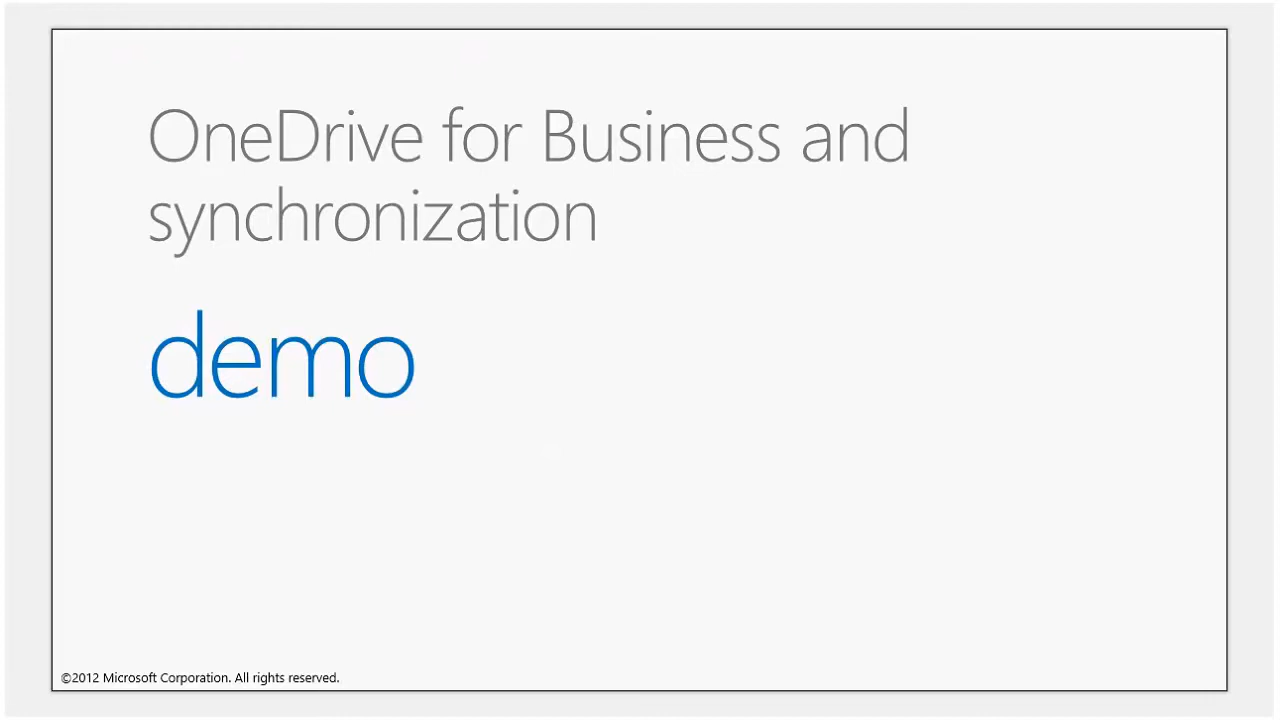 OneDrive for Business and
synchronization
demo
©2012 Microsoft Corporation. All rights reserved.